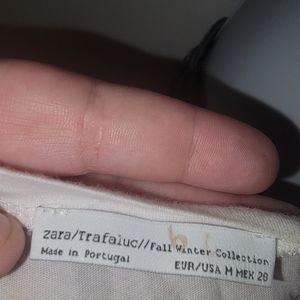 zara/Trafaluc//Fall Winter Collection
Made in Portugal
EUR/USA M MEX 28